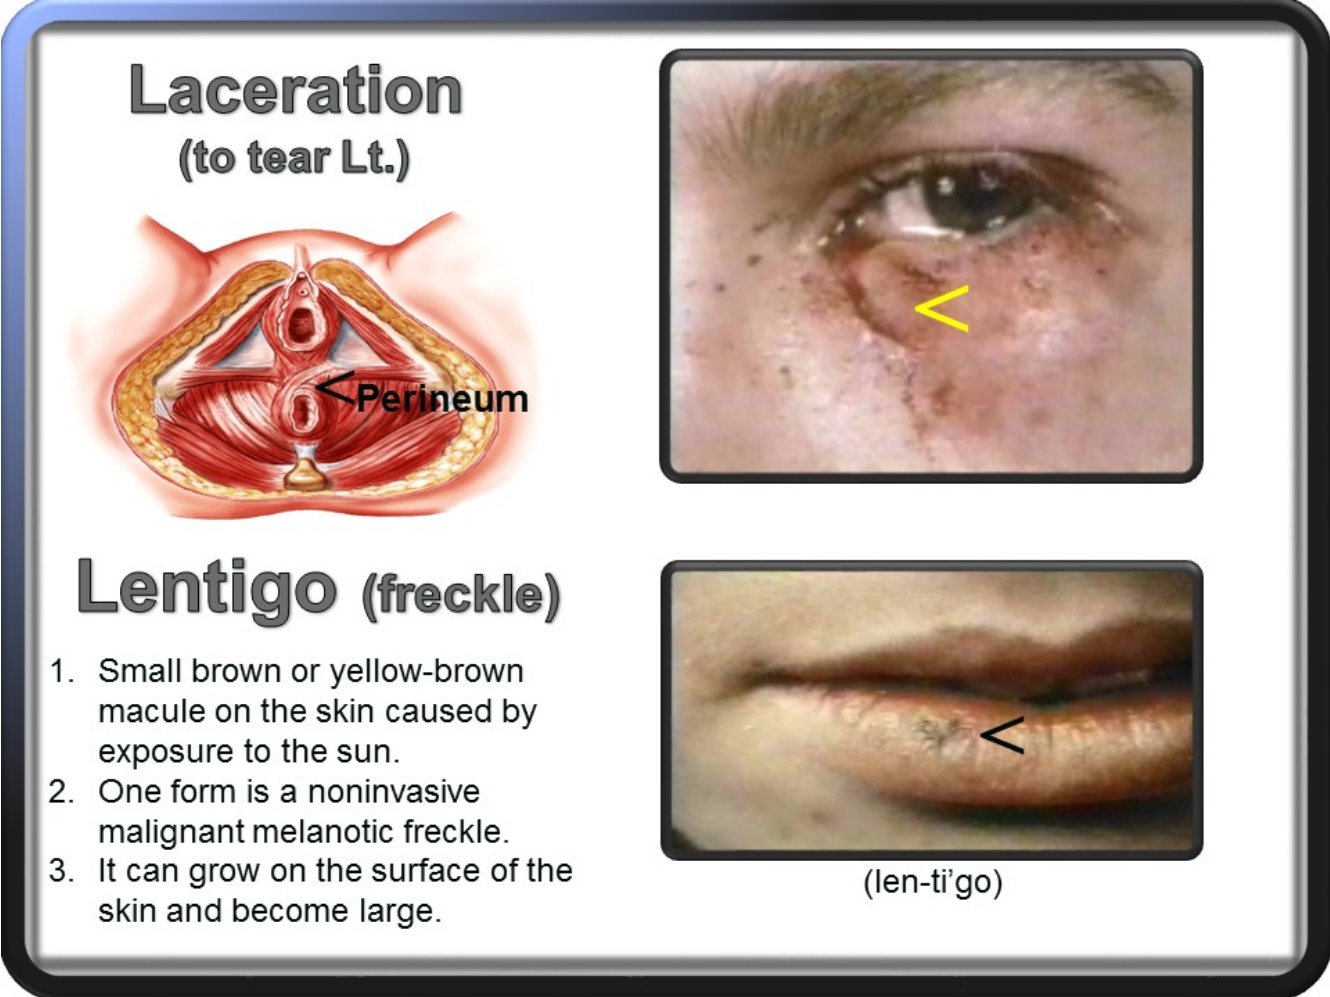 Laceration
(to tear Lt.)
<Perineum
<
Lentigo (freckle)
1. Small brown or yellow-brown
macule on the skin caused by
exposure to the sun.
2. One form is a noninvasive
malignant melanotic freckle.
3. It can grow on the surface of the
skin and become large.
<
(len-ti’go)